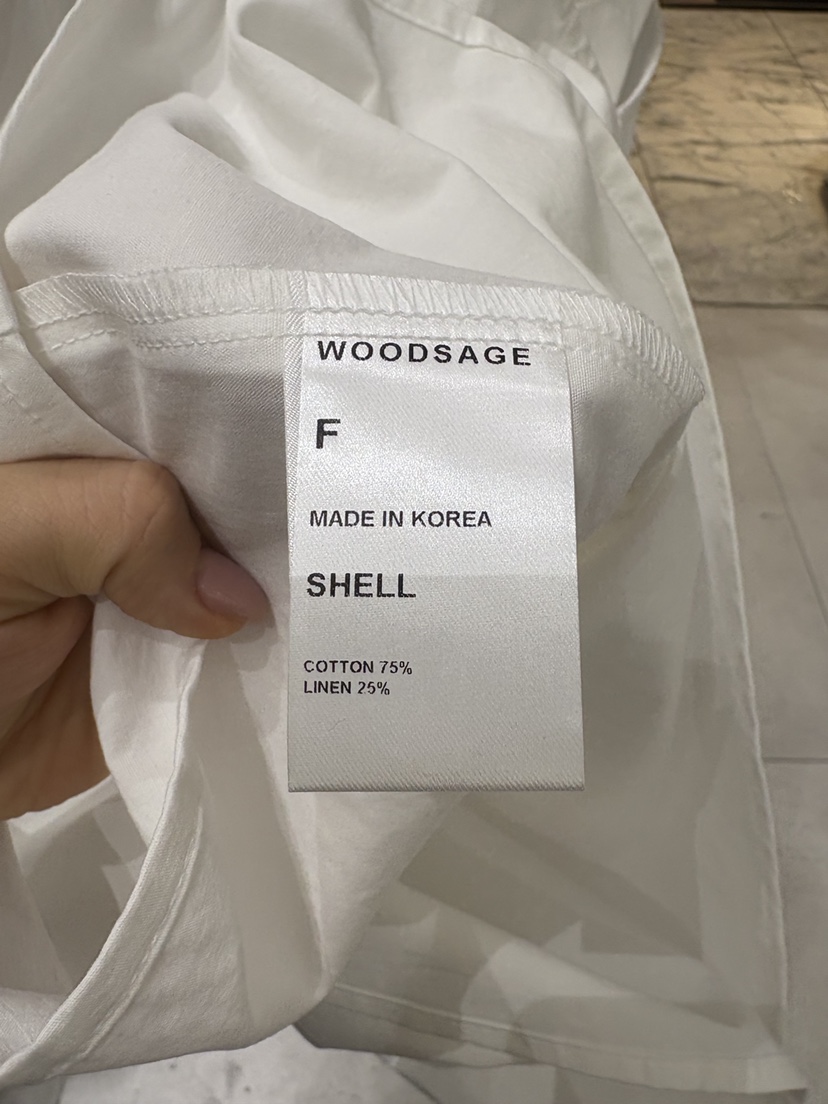 WOODSAGE
F
MADE IN KOREA
SHELL
COTTON 75%
LINEN 25%